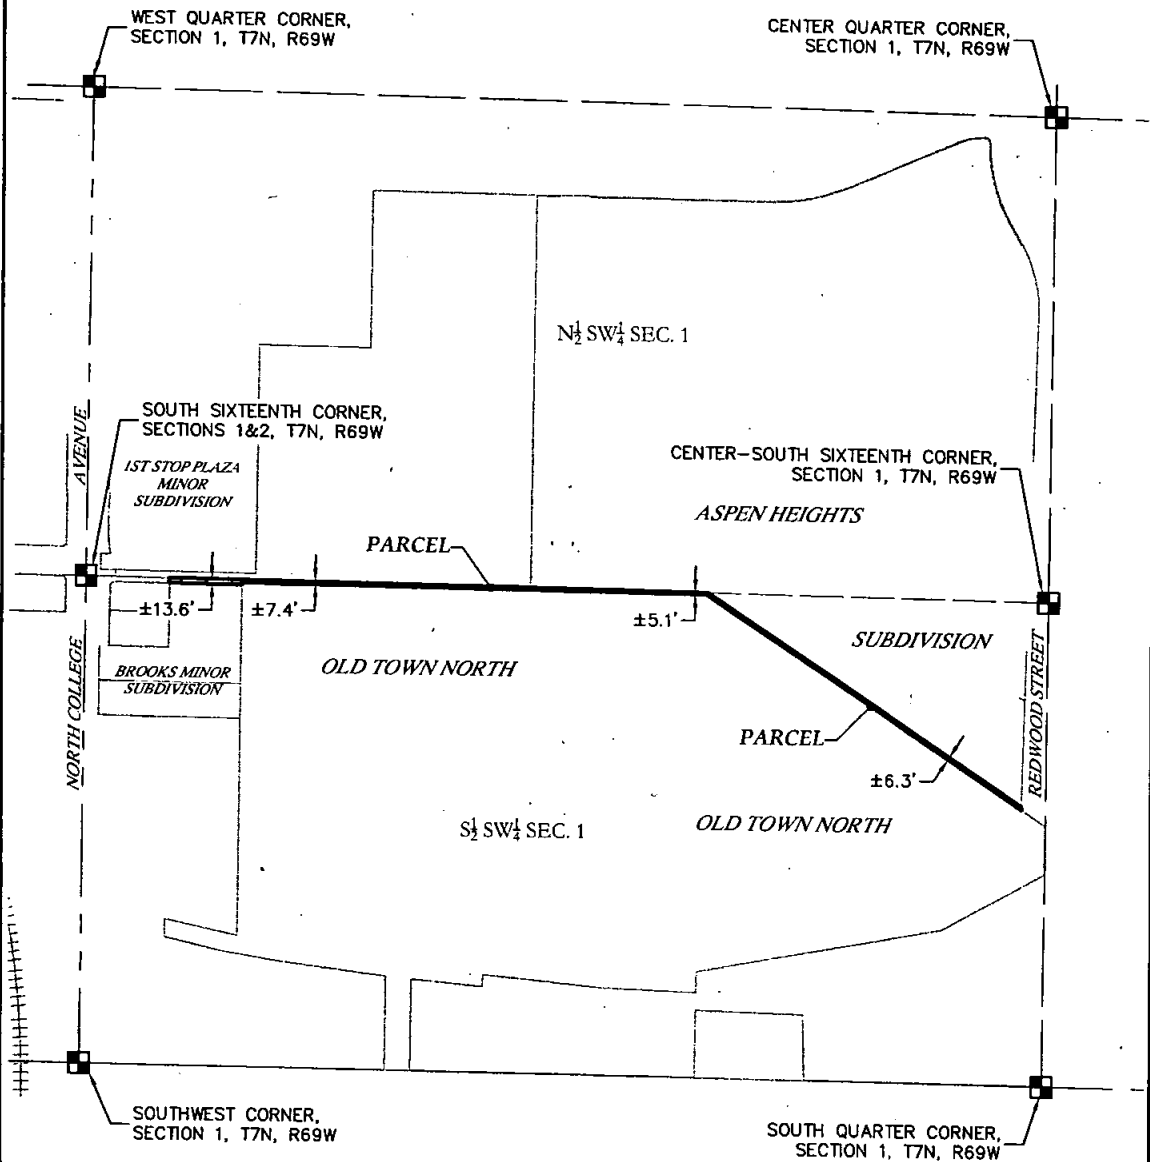 WEST QUARTER CORNER,
SECTION 1, T7N, R69W
CENTER QUARTER CORNER,
SECTION 1, T7N, R69W
N½ SW¼ SEC. 1
SOUTH SIXTEENTH CORNER,
SECTIONS 1&2, T7N, R69W
AVENUE
1ST STOP PLAZA
MINOR
SUBDIVISION
CENTER-SOUTH SIXTEENTH CORNER,
SECTION 1, T7N, R69W
ASPEN HEIGHTS
PARCEL
±13.6'
±7.4'
±5.1'
SUBDIVISION
OLD TOWN NORTH
BROOKS MINOR
SUBDIVISION
NORTH COLLEGE
REDWOOD STREET
PARCEL
±6.3'
OLD TOWN NORTH
S½ SW¼ SEC. 1
SOUTHWEST CORNER,
SECTION 1, T7N, R69W
SOUTH QUARTER CORNER,
SECTION 1, T7N, R69W